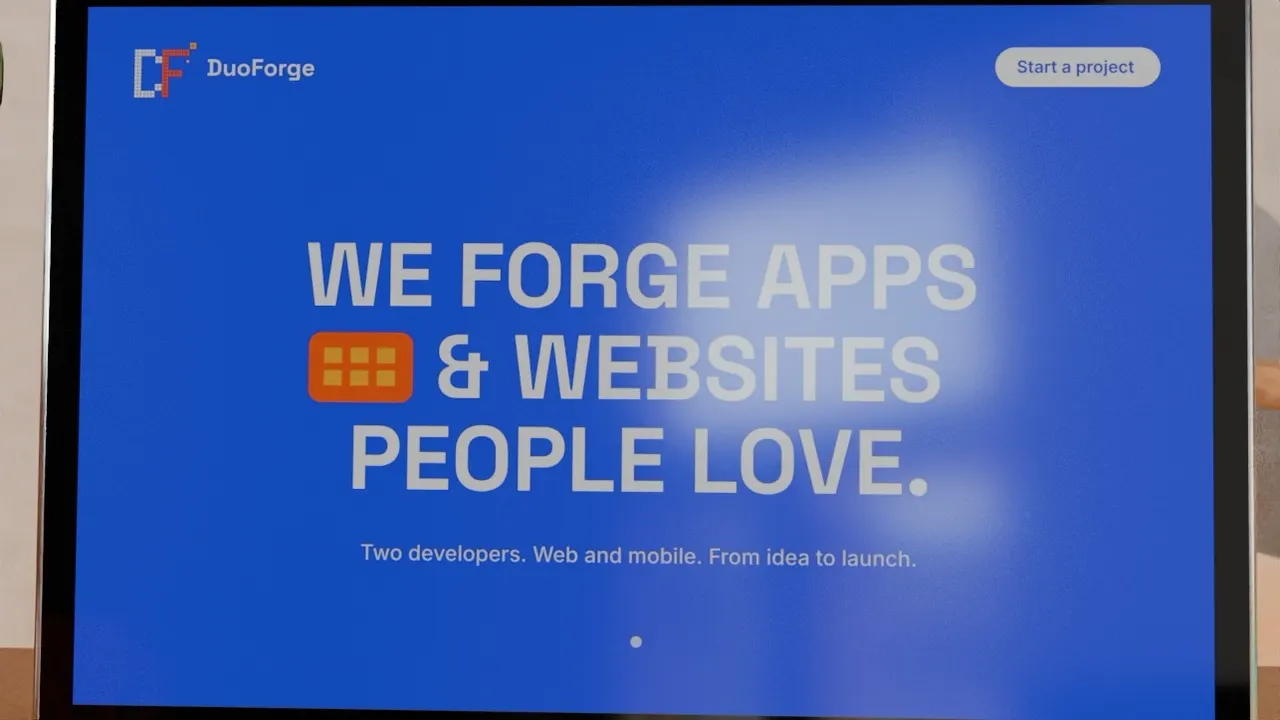 DuoForge
Start a project
WE FORGE APPS
& WEBSITES
PEOPLE LOVE.
Two developers. Web and mobile. From idea to launch.